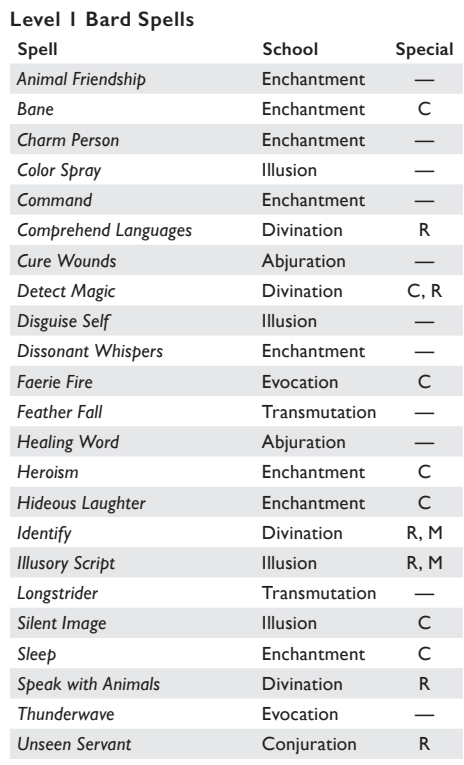 Level 1 Bard Spells
Spell School Special
Animal Friendship Enchantment —
Bane Enchantment C
Charm Person Enchantment —
Color Spray Illusion —
Command Enchantment —
Comprehend Languages Divination R
Cure Wounds Abjuration —
Detect Magic Divination C, R
Disguise Self Illusion —
Dissonant Whispers Enchantment —
Faerie Fire Evocation C
Feather Fall Transmutation —
Healing Word Abjuration —
Heroism Enchantment C
Hideous Laughter Enchantment C
Identify Divination R, M
Illusory Script Illusion R, M
Longstrider Transmutation —
Silent Image Illusion C
Sleep Enchantment C
Speak with Animals Divination R
Thunderwave Evocation —
Unseen Servant Conjuration R